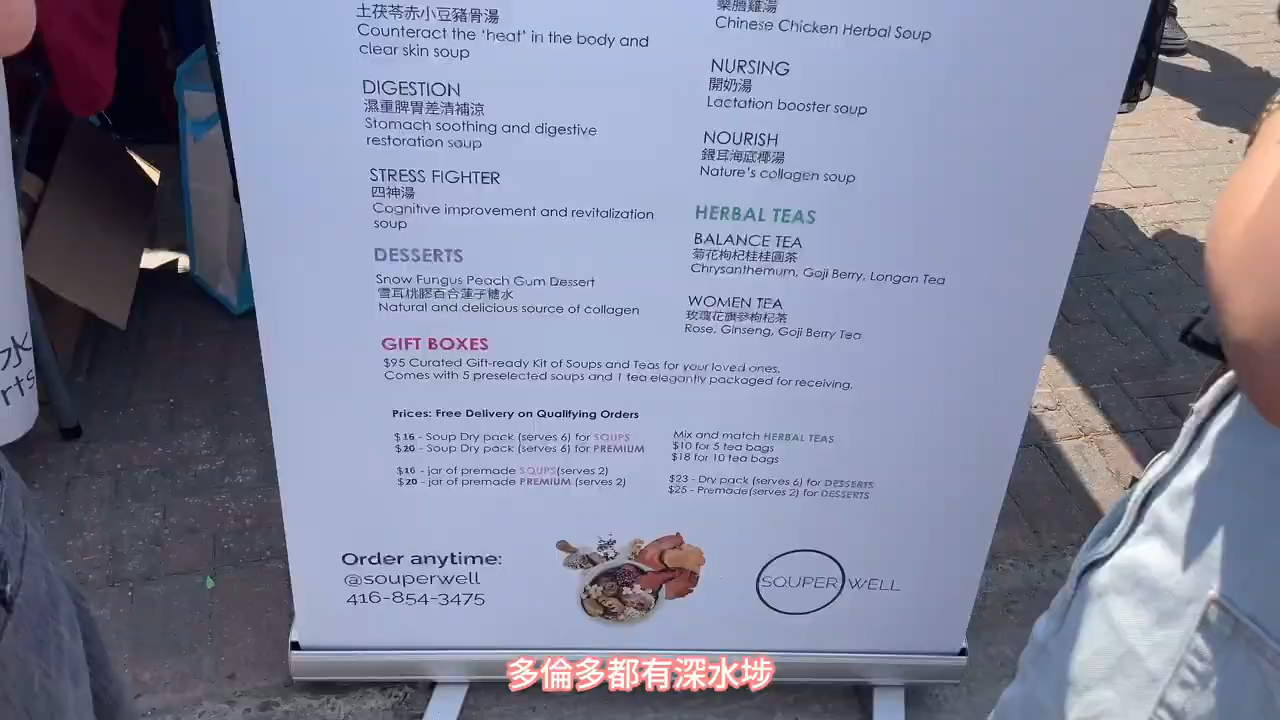 土茯苓赤小豆豬骨湯
Counteract the 'heat' in the body and
clear skin soup
DIGESTION
濕重脾胃差清補涼
Stomach soothing and digestive
restoration soup
STRESS FIGHTER
四神湯
Cognitive improvement and revitalization
soup
DESSERTS
Snow Fungus Peach Gum Dessert
雪耳桃膠百合蓮子糖水
Natural and delicious source of collagen
Chinese Chicken Herbal Soup
NURSING
開奶湯
Lactation booster soup
NOURISH
銀耳海底椰湯
Nature's collagen soup
HERBAL TEAS
BALANCE TEA
菊花枸杞桂圓茶
Chrysanthemum, Goji Berry, Longan Tea
WOMEN TEA
玫瑰花旗參枸杞茶
Rose, Ginseng, Goji Berry Tea
GIFT BOXES
$95 Curated Gift-ready Kit of Soups and Teas for your loved ones.
Comes with 5 preselected soups and 1 tea elegantly packaged for receiving.
Prices: Free Delivery on Qualifying Orders
$16 - Soup Dry pack (serves 6) for SOUPS
$20 - Soup Dry pack (serves 6) for PREMIUM
$16 - jar of premade SOUPS(serves 2)
$20 - jar of premade PREMIUM (serves 2)
Mix and match HERBAL TEAS
$10 for 5 tea bags
$18 for 10 tea bags
$23 - Dry pack (serves 6) for DESSERTS
$25 - Premade(serves 2) for DESSERTS
Order anytime:
@souperwell
416-854-3475
SOUPER WELL
水
rts
多倫多都有深水埗